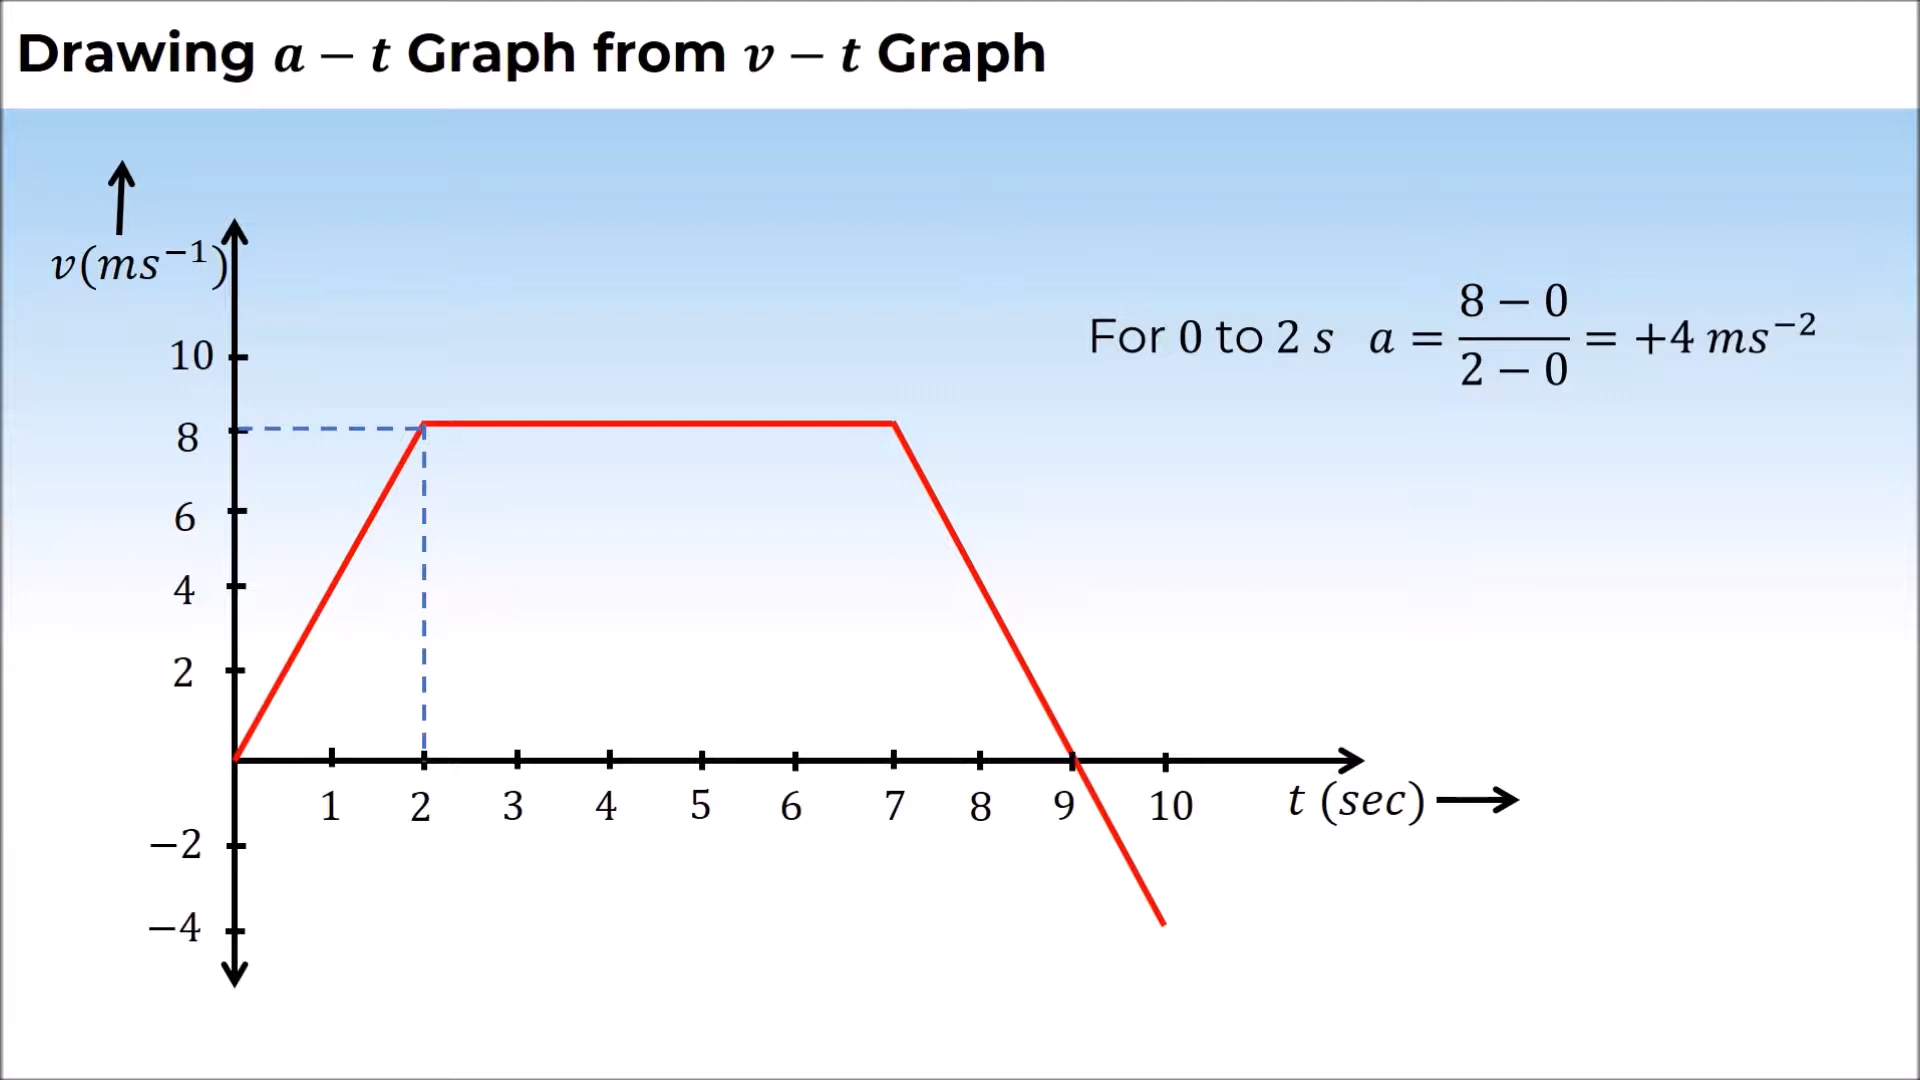 Drawing a − t Graph from v − t Graph
v(ms⁻¹)
For 0 to 2 s a = (8 − 0)/(2 − 0) = +4 ms⁻²
10
8
6
4
2
1 2 3 4 5 6 7 8 9 10 t (sec)
−2
−4